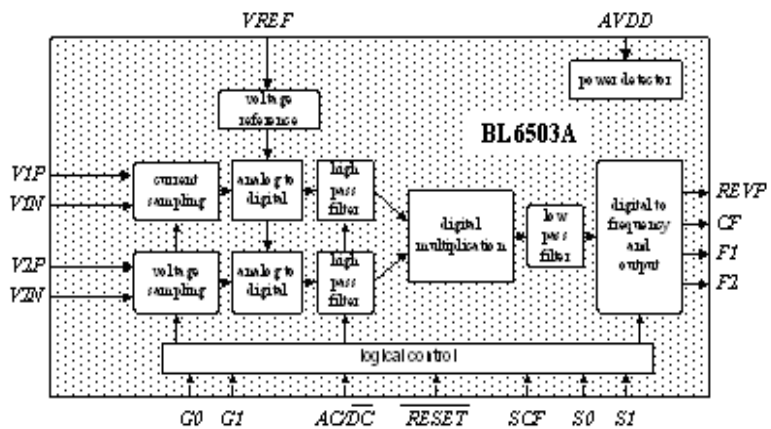 VREF
AVDD
power detector
voltage
reference
BL6503A
V1P
V1N
V2P
V2N
current
sampling
analog to
digital
high
pass
filter
voltage
sampling
analog to
digital
high
pass
filter
digital
multiplication
low
pass
filter
digital to
frequency
and
output
REVP
CF
F1
F2
logical control
G0
G1
AC/DC
RESET
SCF
S0
S1